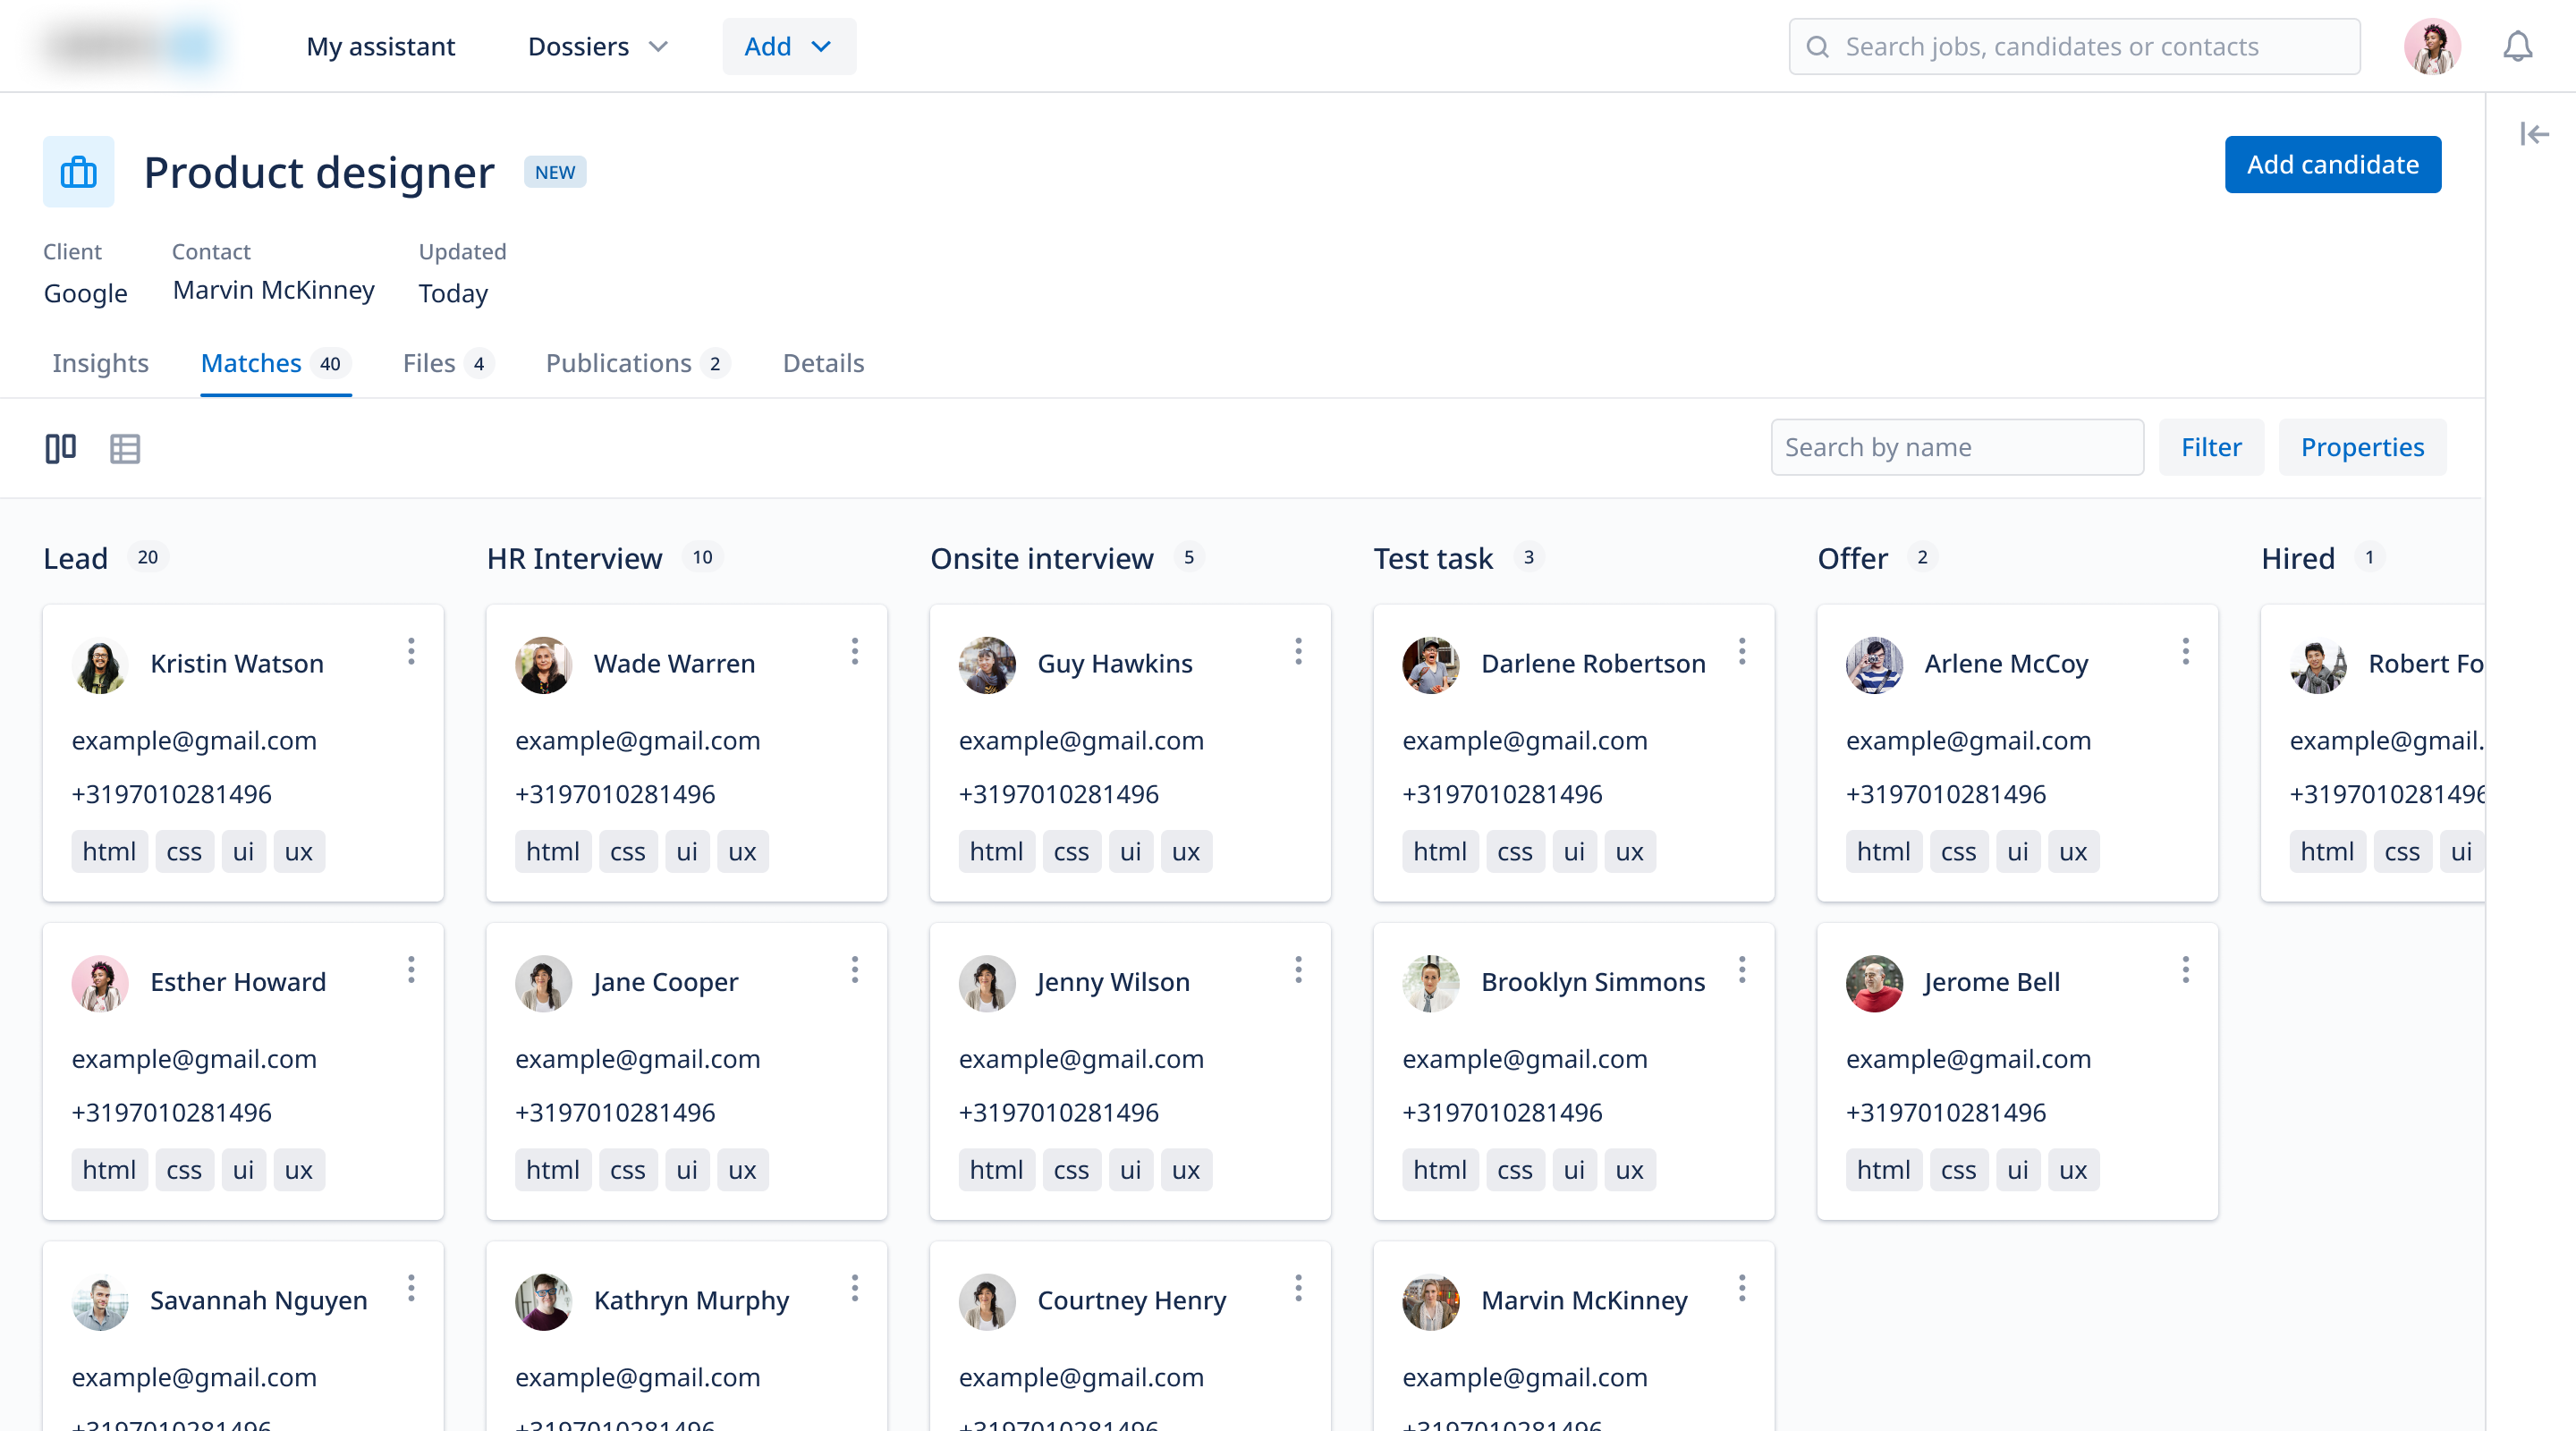 My assistant Dossiers Add Search jobs, candidates or contacts
Product designer NEW Add candidate
Client Contact Updated
Google Marvin McKinney Today
Insights Matches 40 Files 4 Publications 2 Details
Search by name Filter Properties
Lead 20 HR Interview 10 Onsite interview 5 Test task 3 Offer 2 Hired 1
Kristin Watson Wade Warren Guy Hawkins Darlene Robertson Arlene McCoy Robert Fo
example@gmail.com example@gmail.com example@gmail.com example@gmail.com example@gmail.com example@gmail.
+3197010281496 +3197010281496 +3197010281496 +3197010281496 +3197010281496 +3197010281496
html css ui ux html css ui ux html css ui ux html css ui ux html css ui ux html css ui
Esther Howard Jane Cooper Jenny Wilson Brooklyn Simmons Jerome Bell
example@gmail.com example@gmail.com example@gmail.com example@gmail.com example@gmail.com
+3197010281496 +3197010281496 +3197010281496 +3197010281496 +3197010281496
html css ui ux html css ui ux html css ui ux html css ui ux html css ui ux
Savannah Nguyen Kathryn Murphy Courtney Henry Marvin McKinney
example@gmail.com example@gmail.com example@gmail.com example@gmail.com
+3197010281496 +3197010281496 +3197010281496 +3197010281496